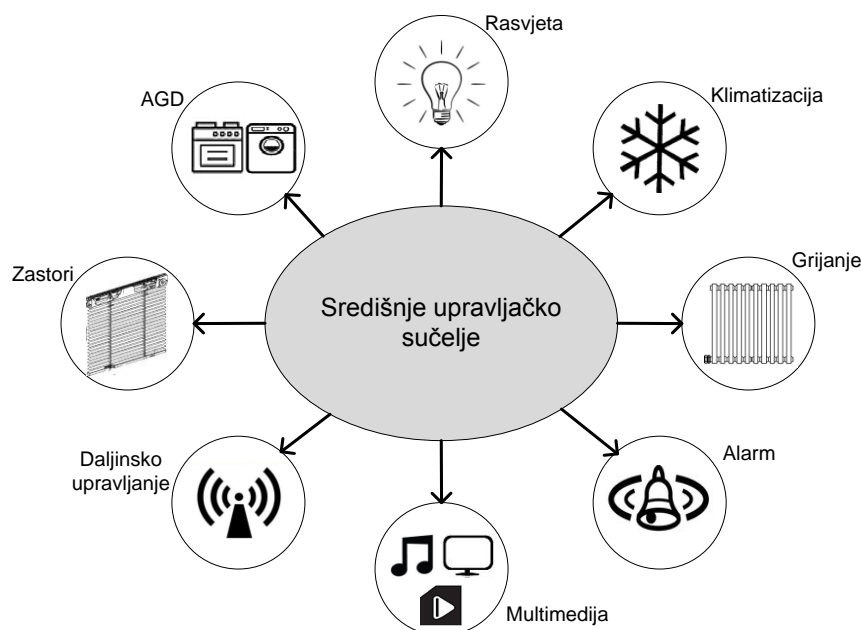 Rasvjeta
AGD
Klimatizacija
Zastori
Grijanje
Središnje upravljačko
sučelje
Daljinsko
upravljanje
Alarm
Multimedija